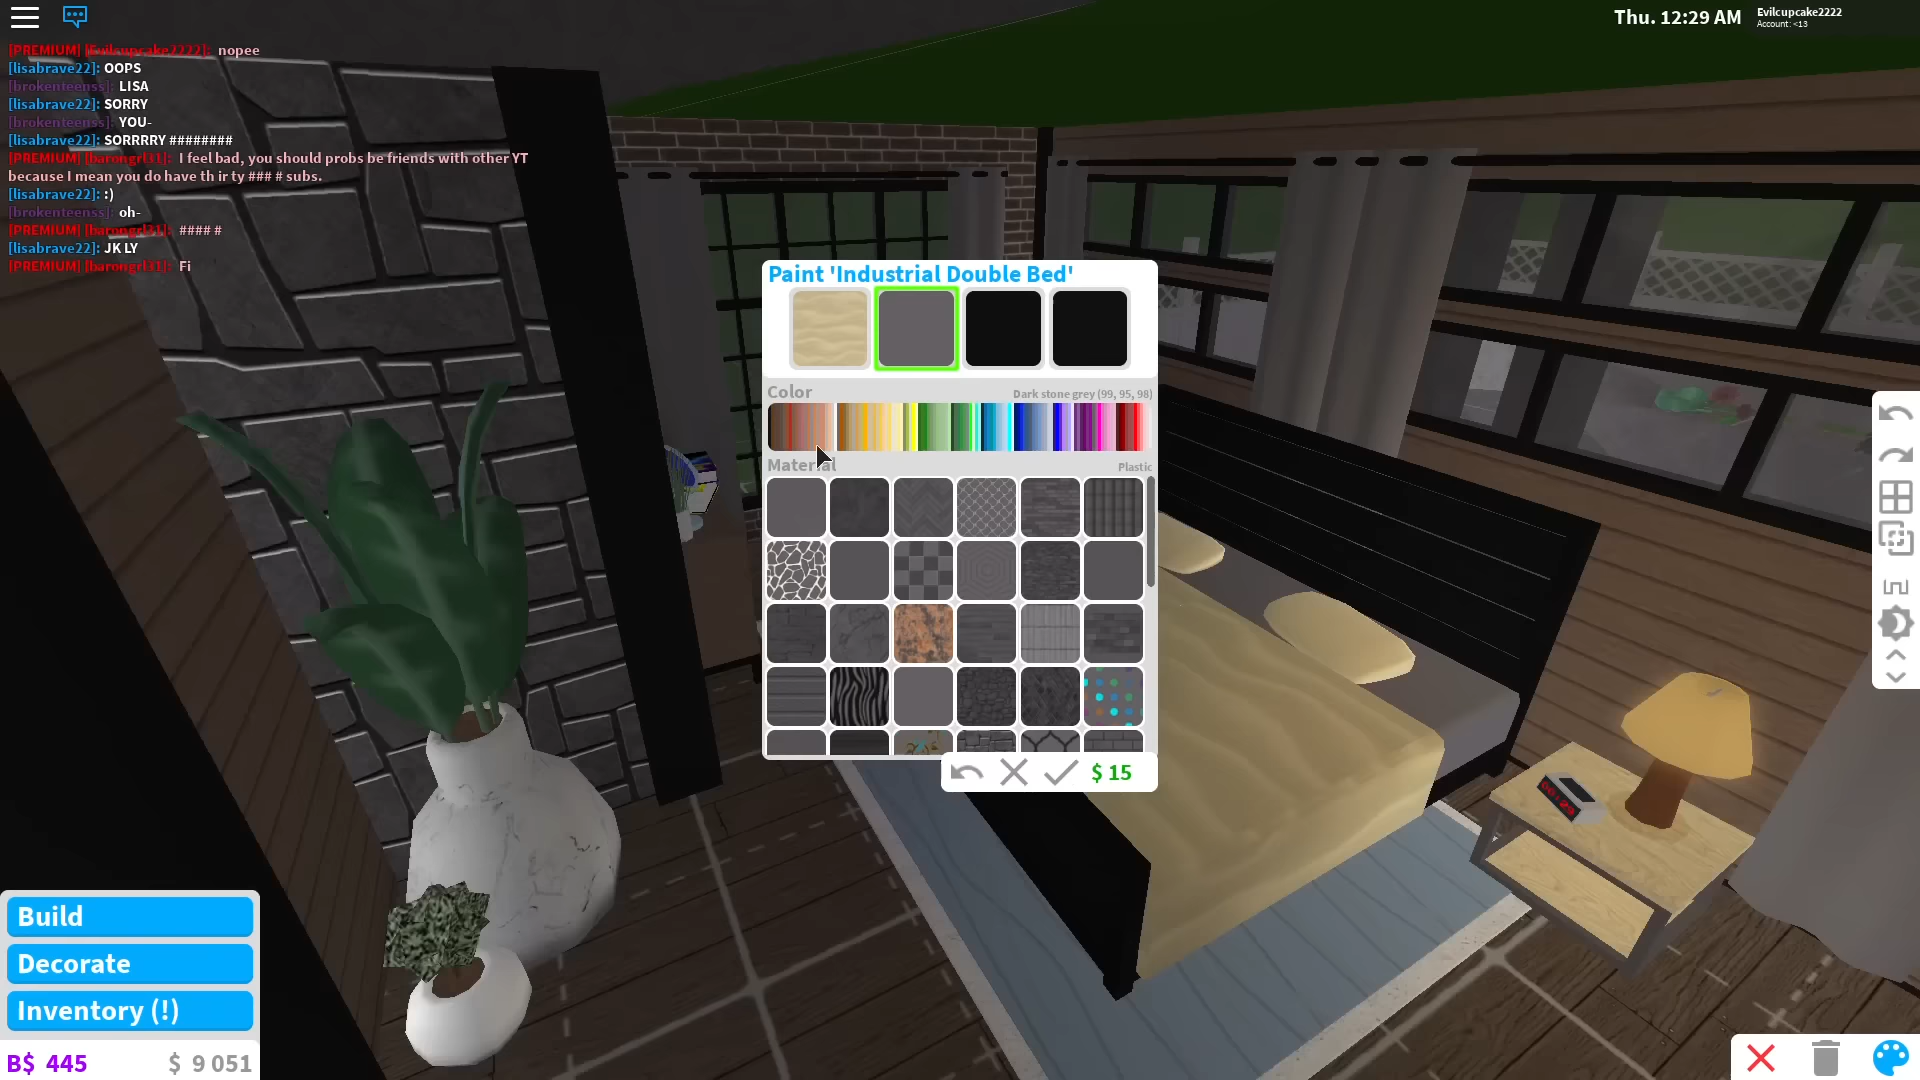 Thu. 12:29 AM
Evilcupcake2222
Account: <13
[PREMIUM] [Evilcupcake2222]: nopee
[lisabrave22]: OOPS
[brokenteenss]: LISA
[lisabrave22]: SORRY
[brokenteenss]: YOU-
[lisabrave22]: SORRRRY ########
[PREMIUM] [barongrl31]: I feel bad, you should probs be friends with other YT
because I mean you do have th ir ty ### # subs.
[lisabrave22]: :)
[brokenteenss]: oh-
[PREMIUM] [barongrl31]: #### #
[lisabrave22]: JK LY
[PREMIUM] [barongrl31]: Fi
Paint 'Industrial Double Bed'
Color Dark stone grey (99, 95, 98)
Material Plastic
$ 15
Build
Decorate
Inventory (!)
B$ 445 $ 9 051